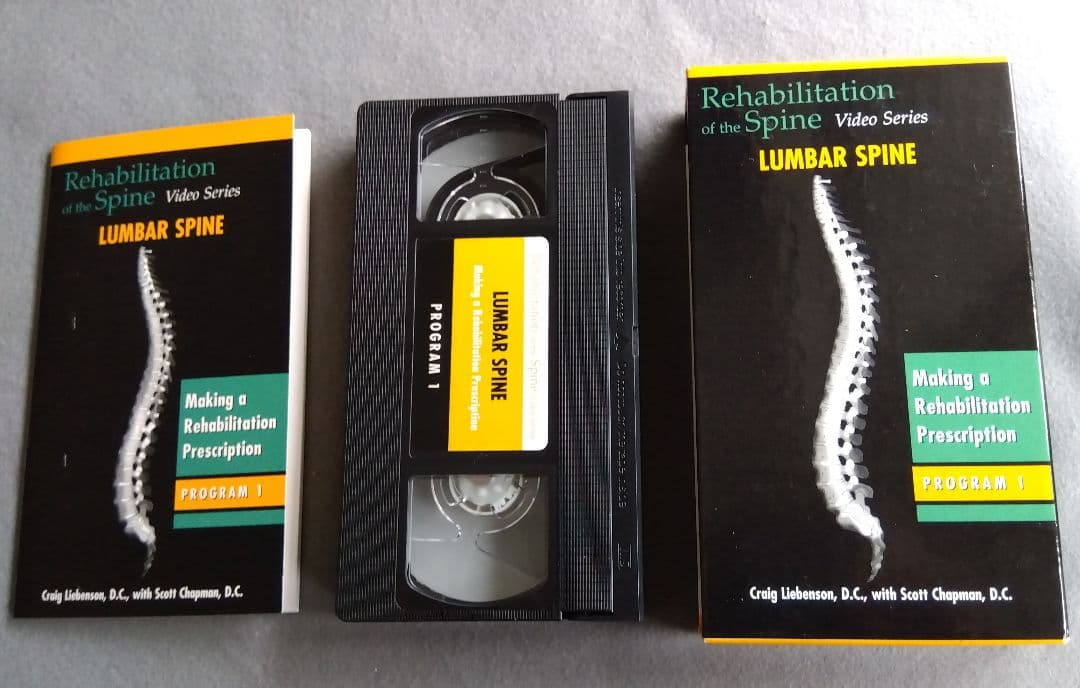 Rehabilitation
of the Spine Video Series
LUMBAR SPINE
Making a
Rehabilitation
Prescription
PROGRAM 1
Craig Liebenson, D.C., with Scott Chapman, D.C.
LUMBAR SPINE
Making a Rehabilitation Prescription
PROGRAM 1
Rehabilitation
of the Spine Video Series
LUMBAR SPINE
Making a
Rehabilitation
Prescription
PROGRAM 1
Craig Liebenson, D.C., with Scott Chapman, D.C.